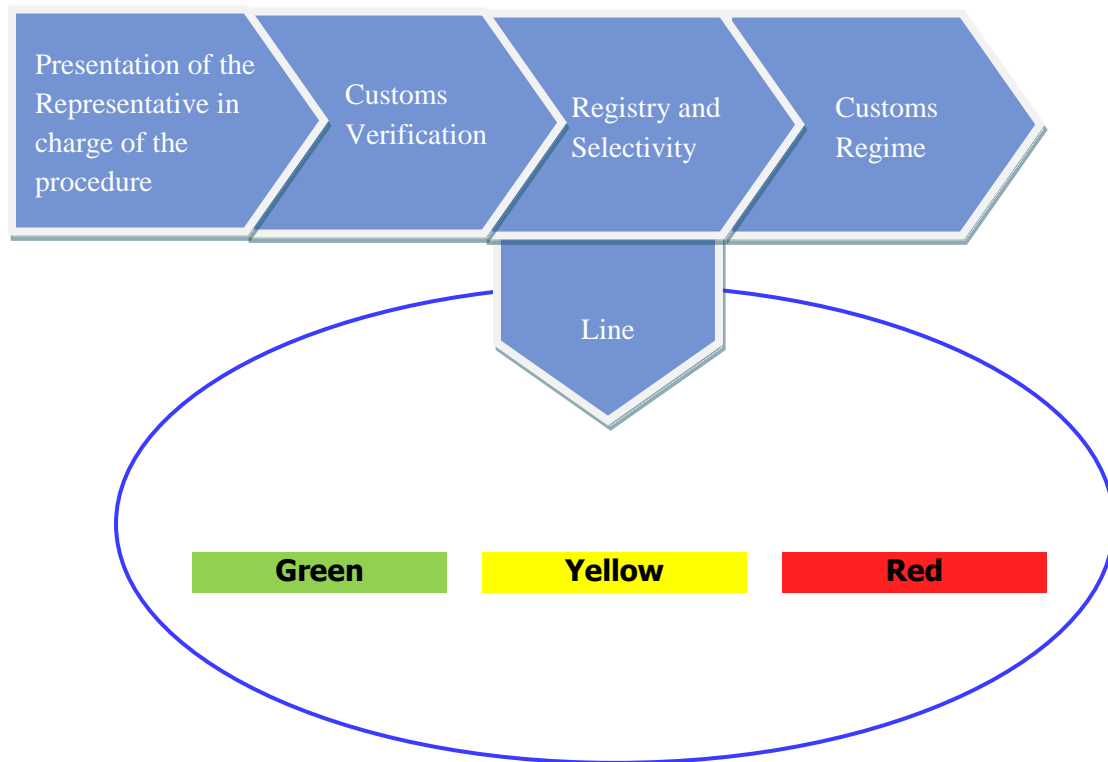 Presentation of the
Representative in
charge of the
procedure
Customs
Verification
Registry and
Selectivity
Customs
Regime
Line
Green
Yellow
Red